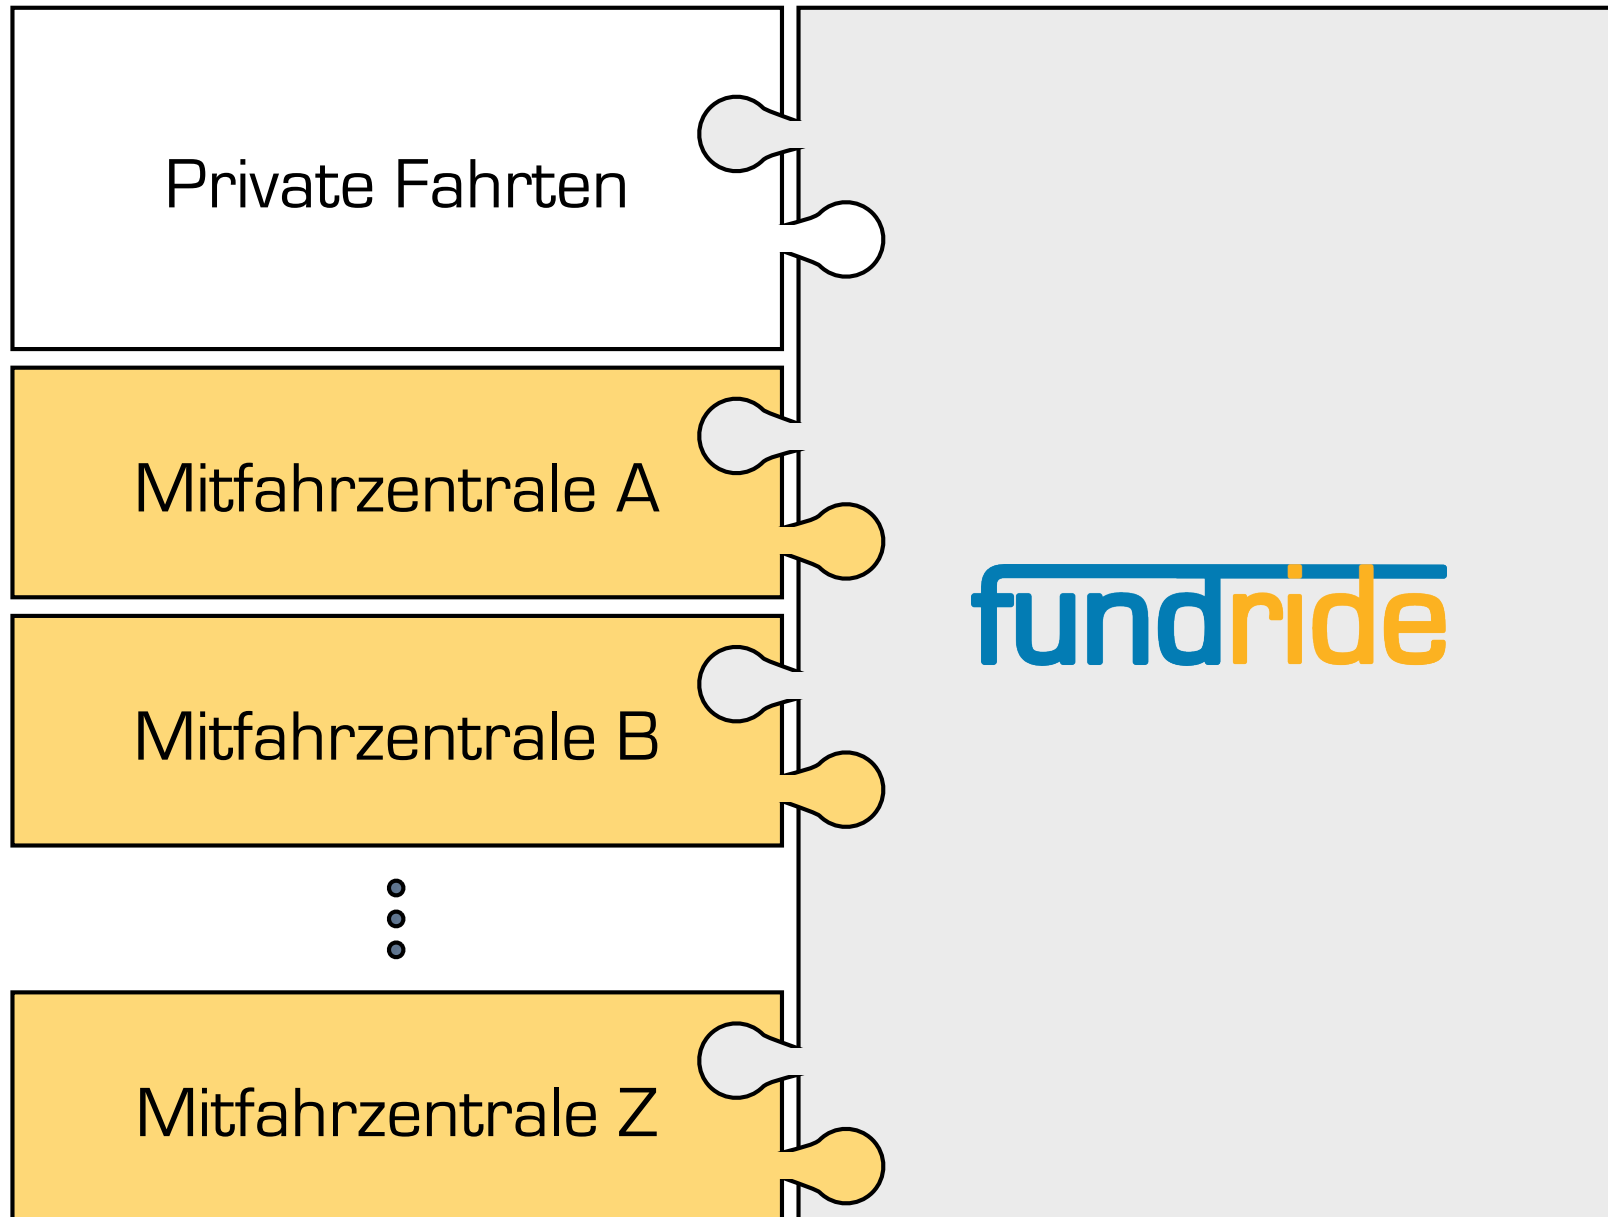 Private Fahrten
Mitfahrzentrale A
fundride
Mitfahrzentrale B
Mitfahrzentrale Z